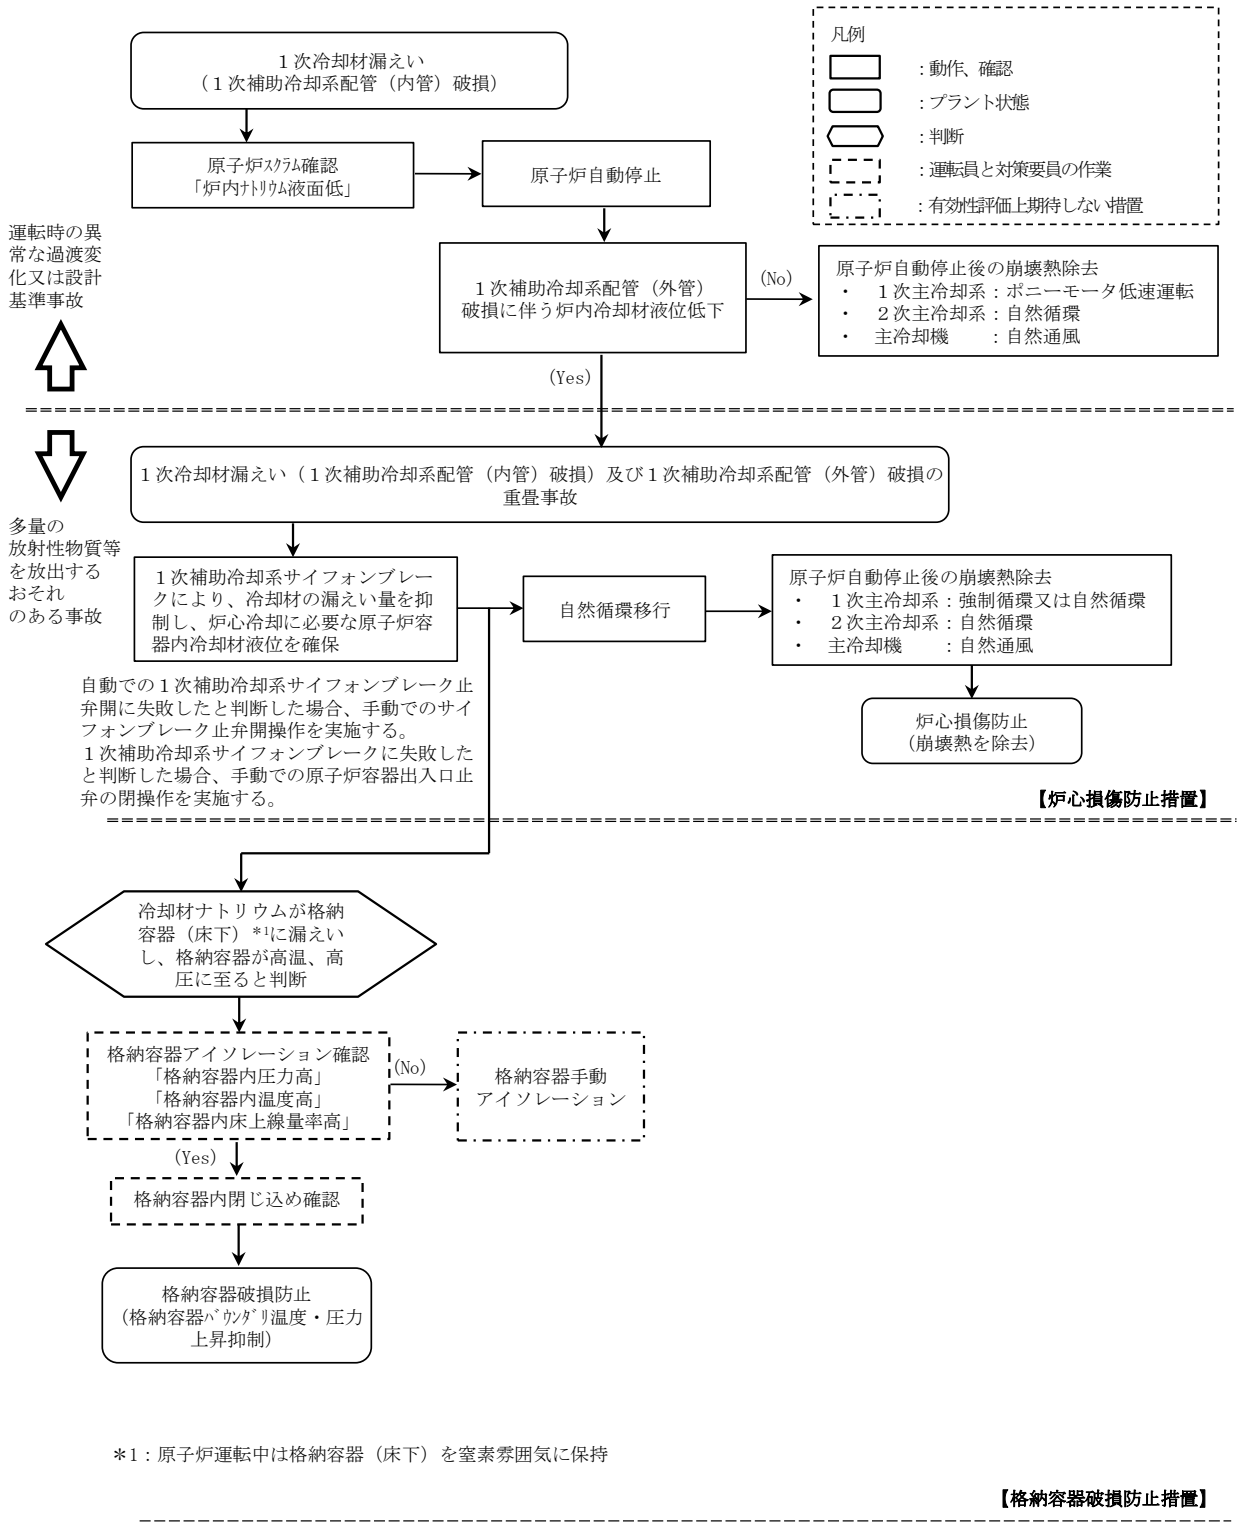 凡例
：動作、確認
：プラント状態
：判断
：運転員と対策要員の作業
：有効性評価上期待しない措置
１次冷却材漏えい
（１次補助冷却系配管（内管）破損）
原子炉ｽｸﾗﾑ確認
「炉内ﾅﾄﾘｳﾑ液面低」
原子炉自動停止
運転時の異
常な過渡変
化又は設計
基準事故
１次補助冷却系配管（外管）
破損に伴う炉内冷却材液位低下
(No)
原子炉自動停止後の崩壊熱除去
・　１次主冷却系：ポニーモータ低速運転
・　２次主冷却系：自然循環
・　主冷却機　　：自然通風
(Yes)
１次冷却材漏えい（１次補助冷却系配管（内管）破損）及び１次補助冷却系配管（外管）破損の
重畳事故
多量の
放射性物質等
を放出する
おそれ
のある事故
１次補助冷却系サイフォンブレー
クにより、冷却材の漏えい量を抑
制し、炉心冷却に必要な原子炉容
器内冷却材液位を確保
自然循環移行
原子炉自動停止後の崩壊熱除去
・　１次主冷却系：強制循環又は自然循環
・　２次主冷却系：自然循環
・　主冷却機　　：自然通風
自動での１次補助冷却系サイフォンブレーク止
弁開に失敗したと判断した場合、手動でのサイ
フォンブレーク止弁開操作を実施する。
１次補助冷却系サイフォンブレークに失敗した
と判断した場合、手動での原子炉容器出入口止
弁の閉操作を実施する。
炉心損傷防止
（崩壊熱を除去）
【炉心損傷防止措置】
冷却材ナトリウムが格納
容器（床下）*1に漏えい
し、格納容器が高温、高
圧に至ると判断
格納容器アイソレーション確認
「格納容器内圧力高」
「格納容器内温度高」
「格納容器内床上線量率高」
(No)
格納容器手動
アイソレーション
(Yes)
格納容器内閉じ込め確認
格納容器破損防止
(格納容器ﾊﾞｳﾝﾀﾞﾘ温度・圧力
上昇抑制)
＊1：原子炉運転中は格納容器（床下）を窒素雰囲気に保持
【格納容器破損防止措置】